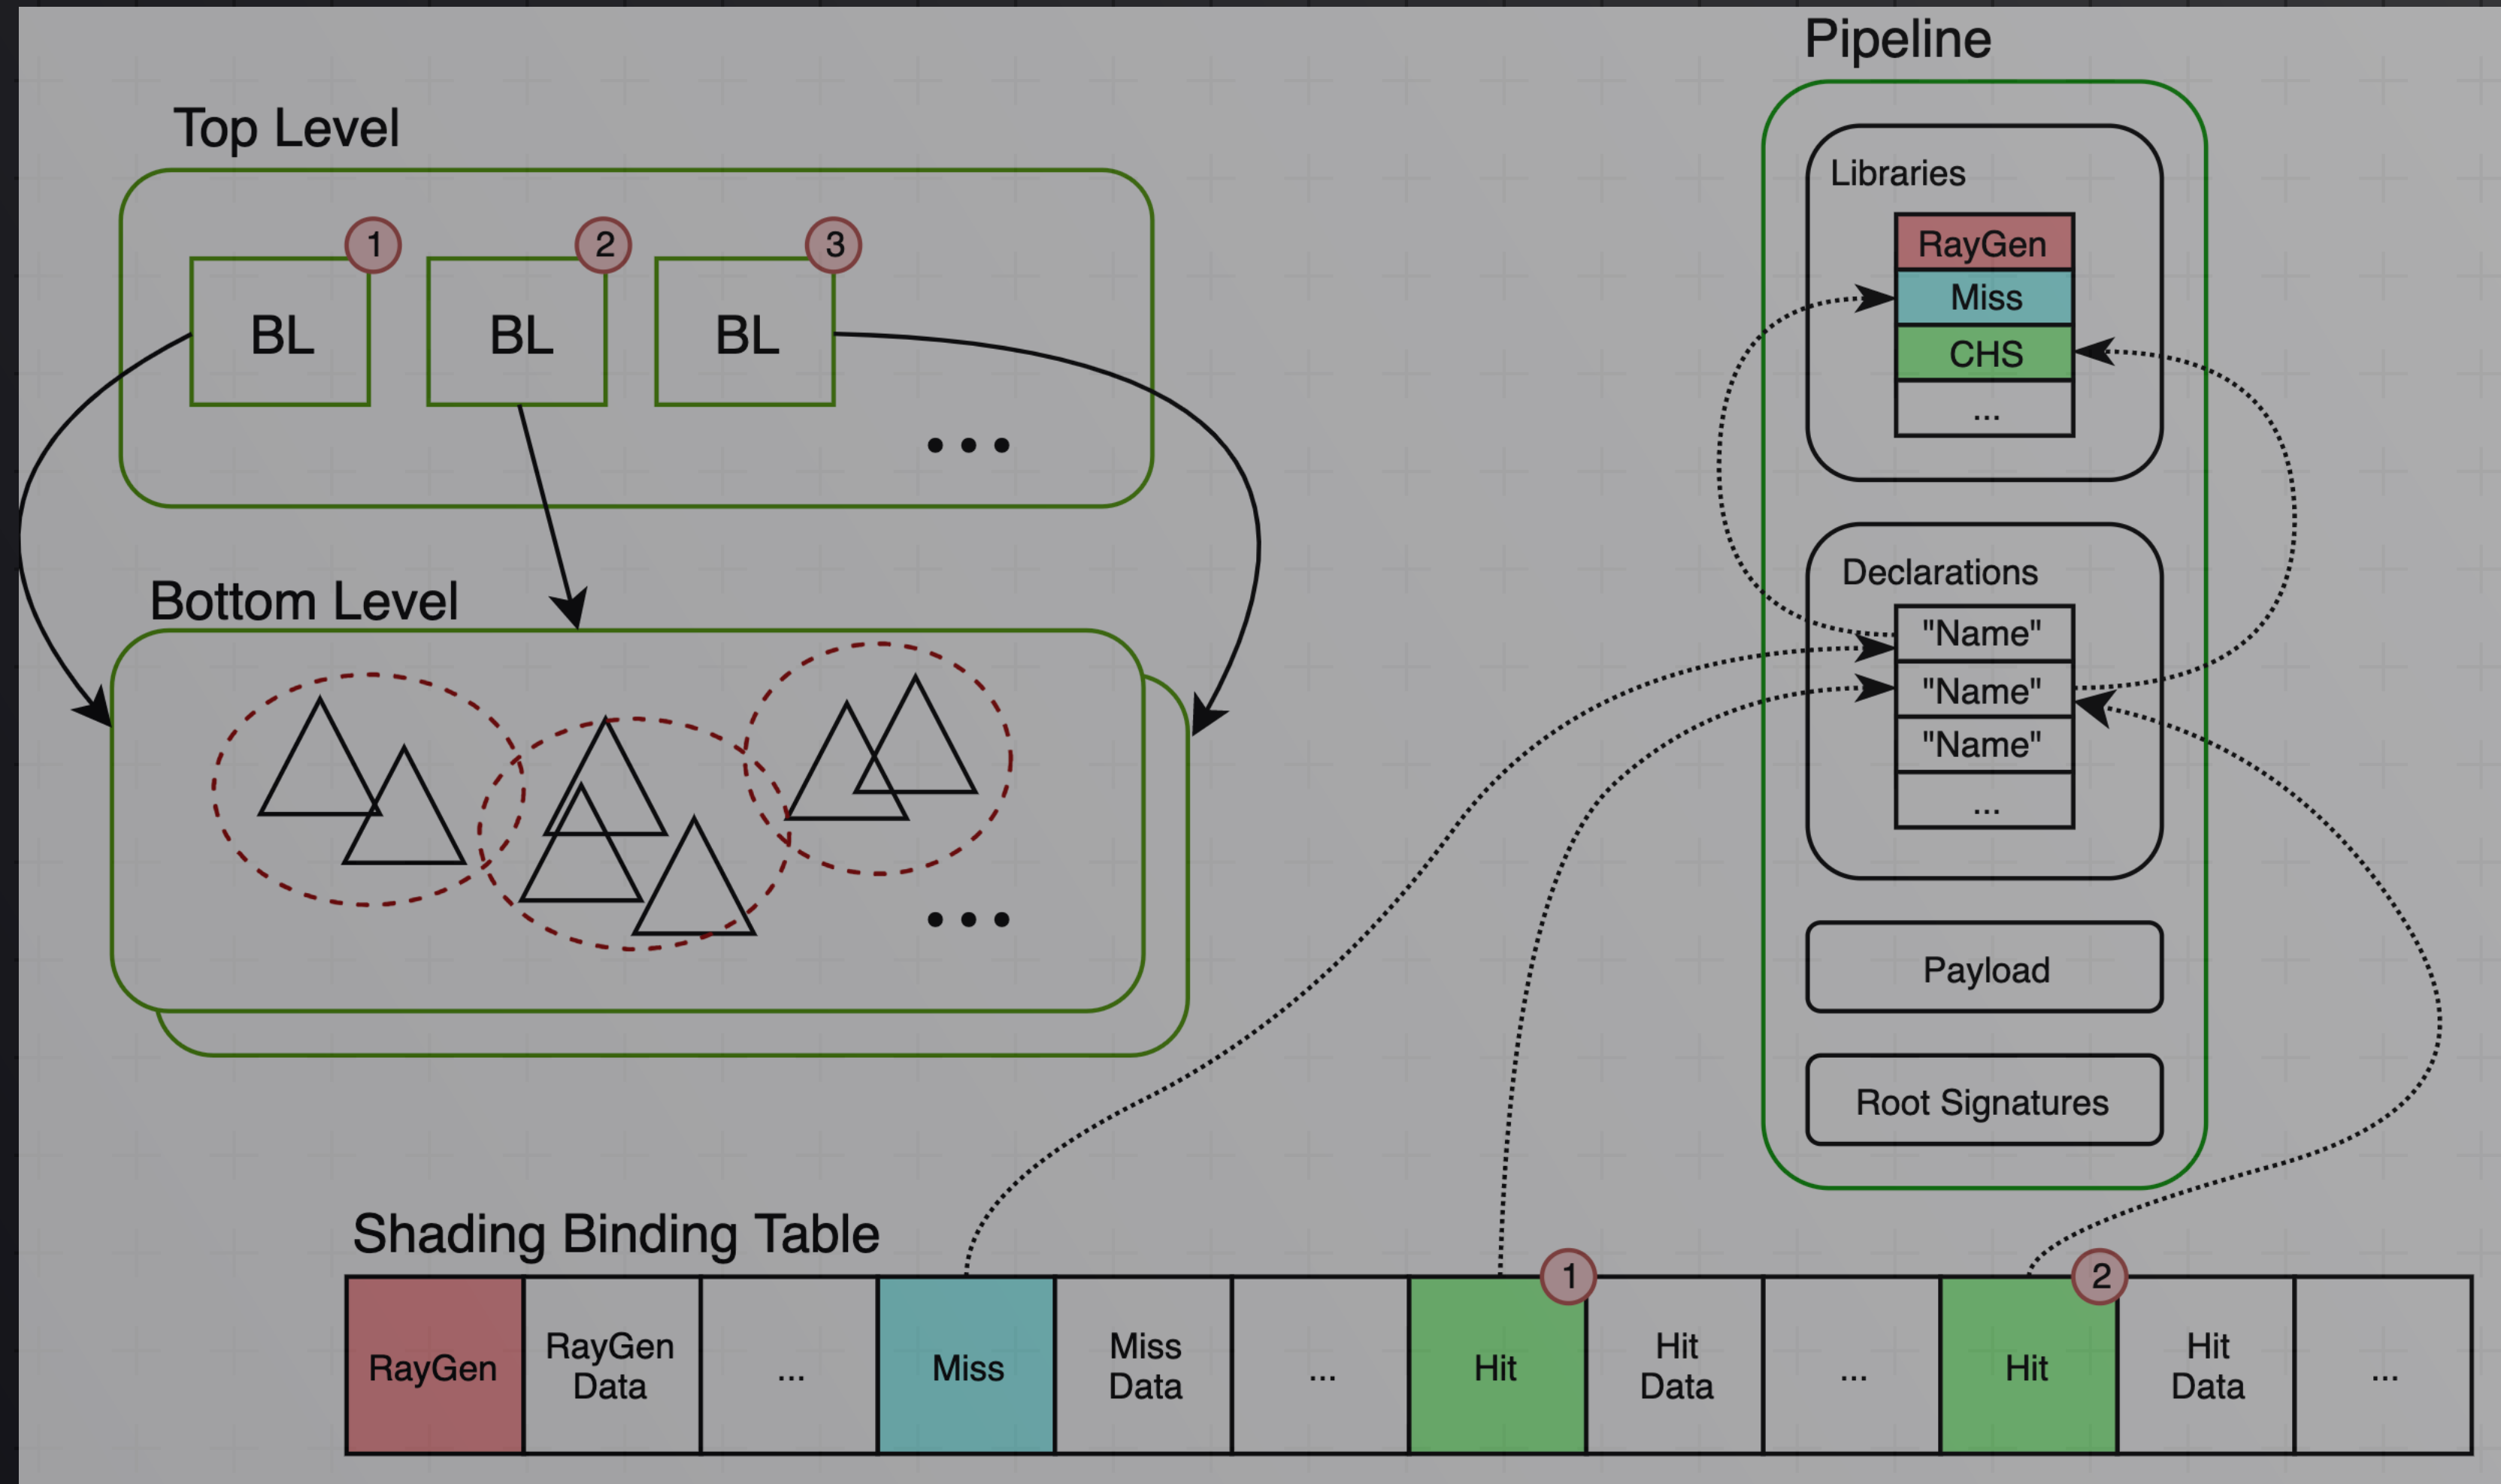 Pipeline
Top Level
Libraries
1
2
3
RayGen
Miss
CHS
...
BL
BL
BL
...
Bottom Level
Declarations
"Name"
"Name"
"Name"
...
...
Payload
Root Signatures
Shading Binding Table
1
2
RayGen
RayGen
Data
...
Miss
Miss
Data
...
Hit
Hit
Data
...
Hit
Hit
Data
...